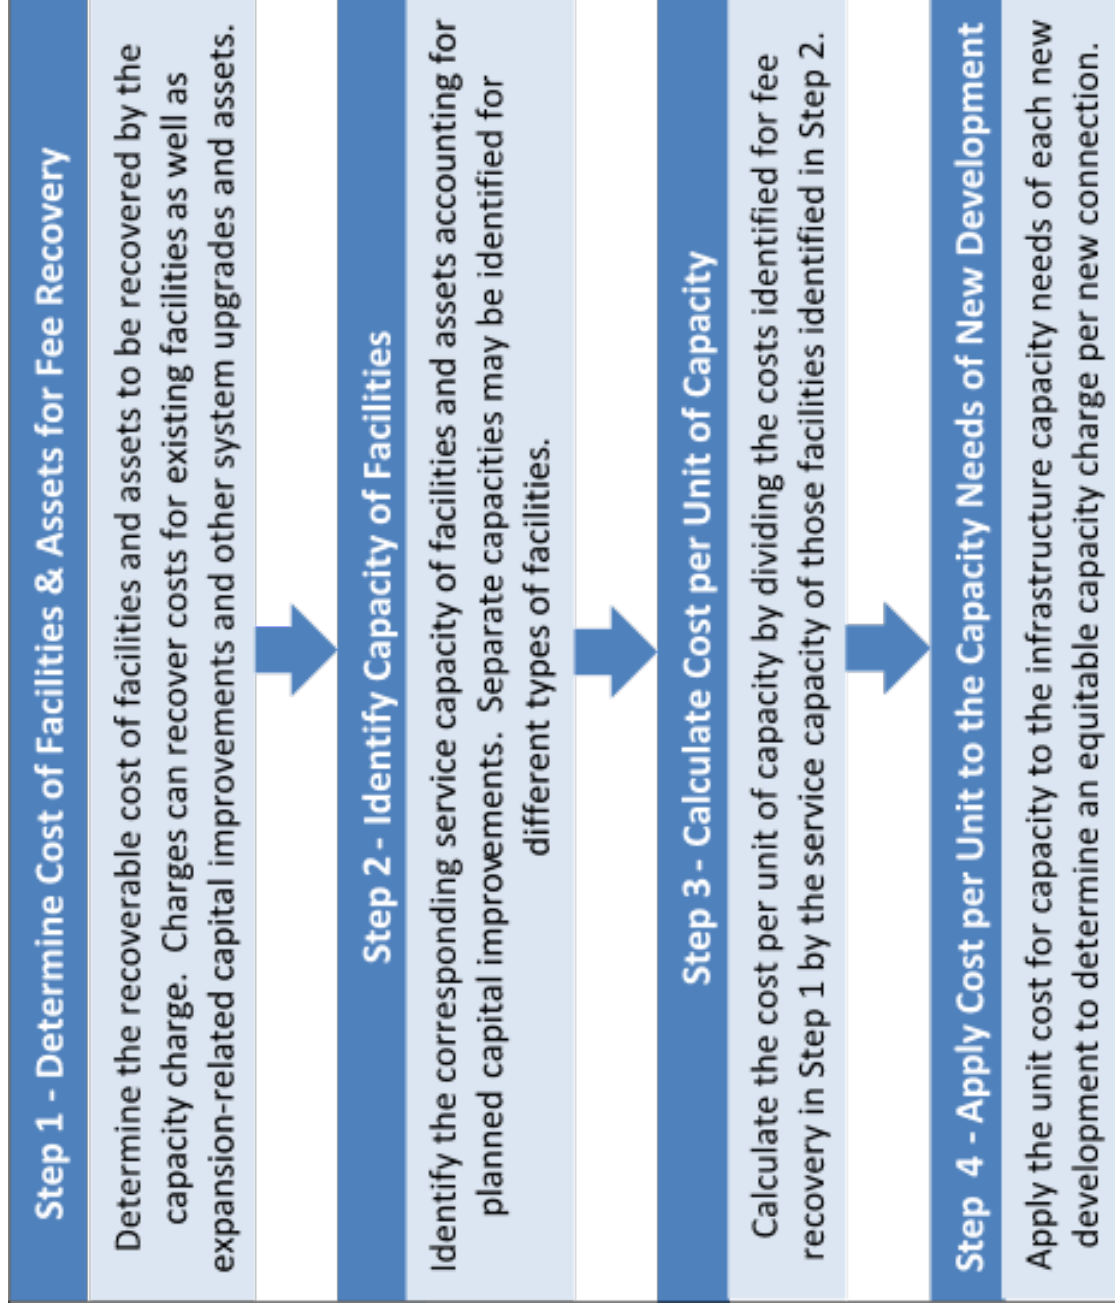 Step 1 - Determine Cost of Facilities & Assets for Fee Recovery
Determine the recoverable cost of facilities and assets to be recovered by the
capacity charge.  Charges can recover costs for existing facilities as well as
expansion-related capital improvements and other system upgrades and assets.
Step 2 - Identify Capacity of Facilities
Identify the corresponding service capacity of facilities and assets accounting for
planned capital improvements.  Separate capacities may be identified for
different types of facilities.
Step 3 - Calculate Cost per Unit of Capacity
Calculate the cost per unit of capacity by dividing the costs identified for fee
recovery in Step 1 by the service capacity of those facilities identified in Step 2.
Step  4 - Apply Cost per Unit to the Capacity Needs of New Development
Apply the unit cost for capacity to the infrastructure capacity needs of each new
development to determine an equitable capacity charge per new connection.